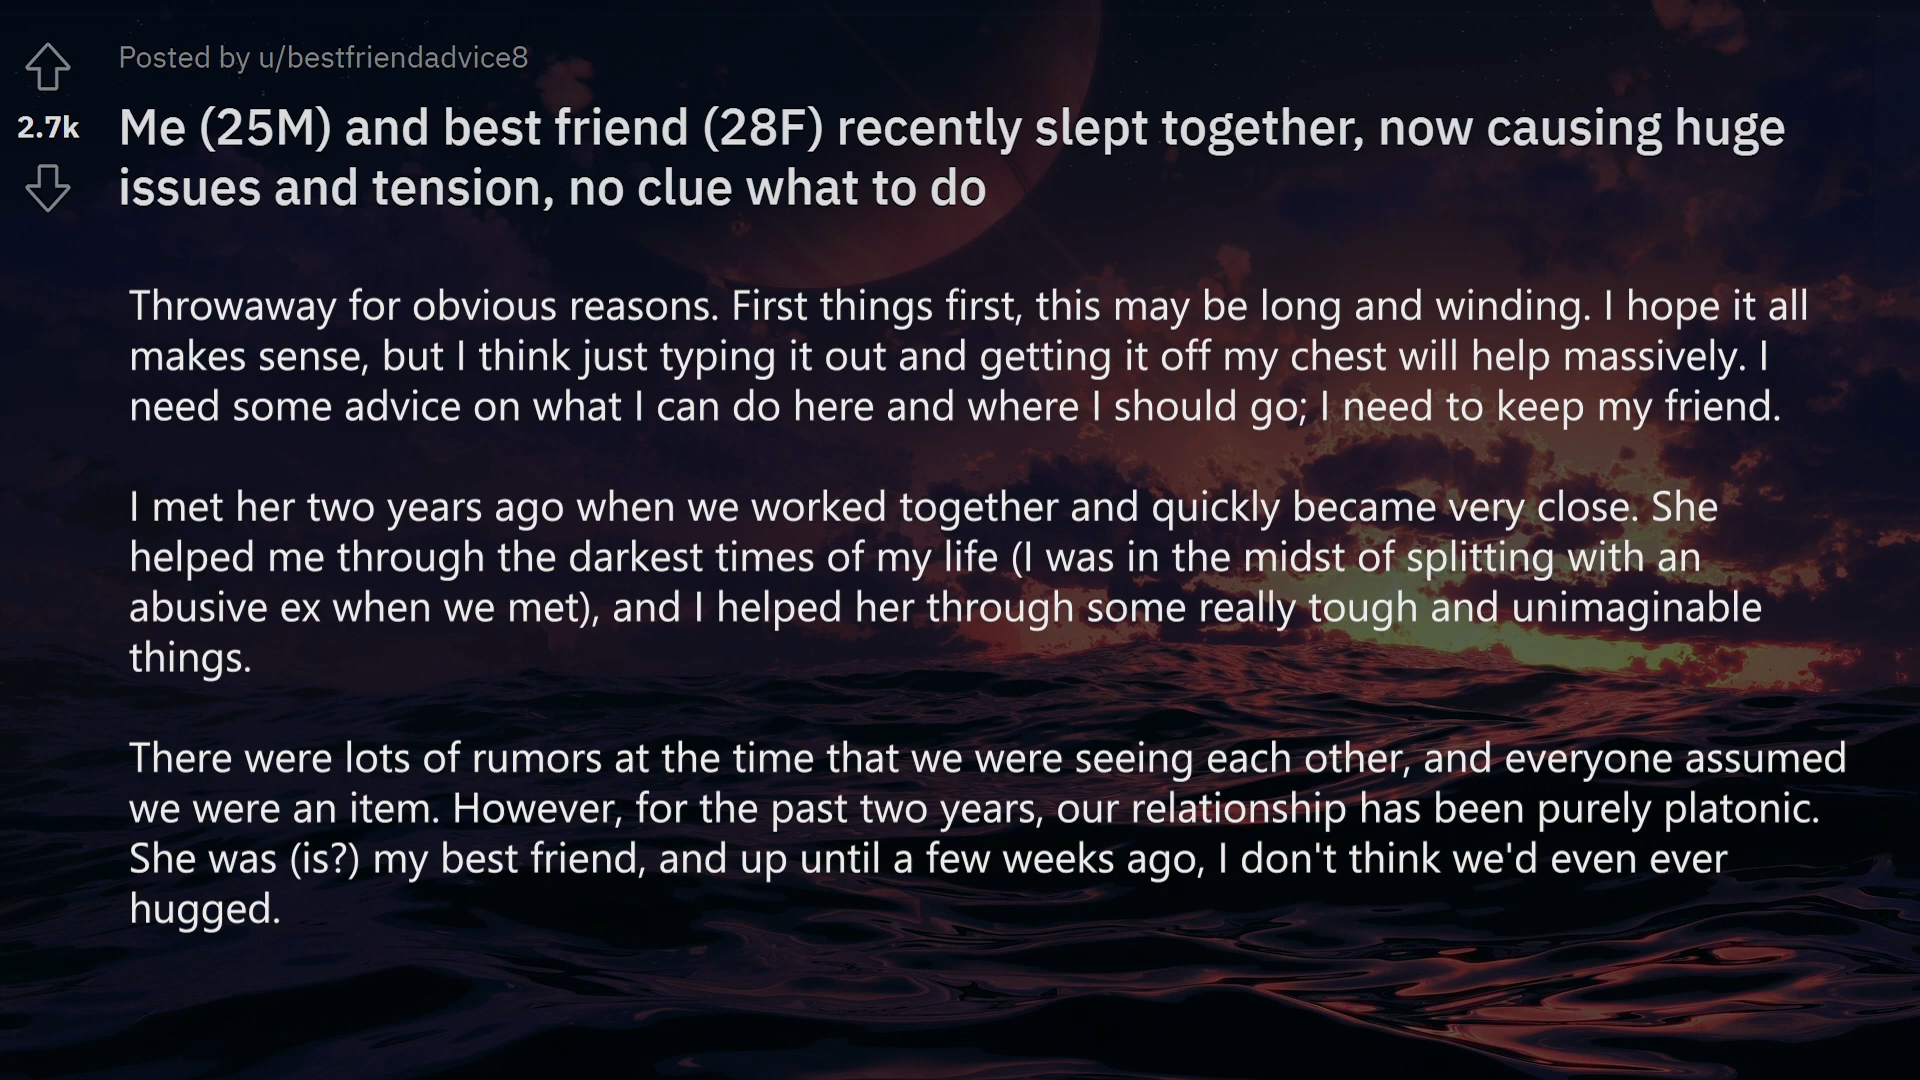 Posted by u/bestfriendadvice8
2.7k
Me (25M) and best friend (28F) recently slept together, now causing huge
issues and tension, no clue what to do
Throwaway for obvious reasons. First things first, this may be long and winding. I hope it all
makes sense, but I think just typing it out and getting it off my chest will help massively. I
need some advice on what I can do here and where I should go; I need to keep my friend.
I met her two years ago when we worked together and quickly became very close. She
helped me through the darkest times of my life (I was in the midst of splitting with an
abusive ex when we met), and I helped her through some really tough and unimaginable
things.
There were lots of rumors at the time that we were seeing each other, and everyone assumed
we were an item. However, for the past two years, our relationship has been purely platonic.
She was (is?) my best friend, and up until a few weeks ago, I don't think we'd even ever
hugged.